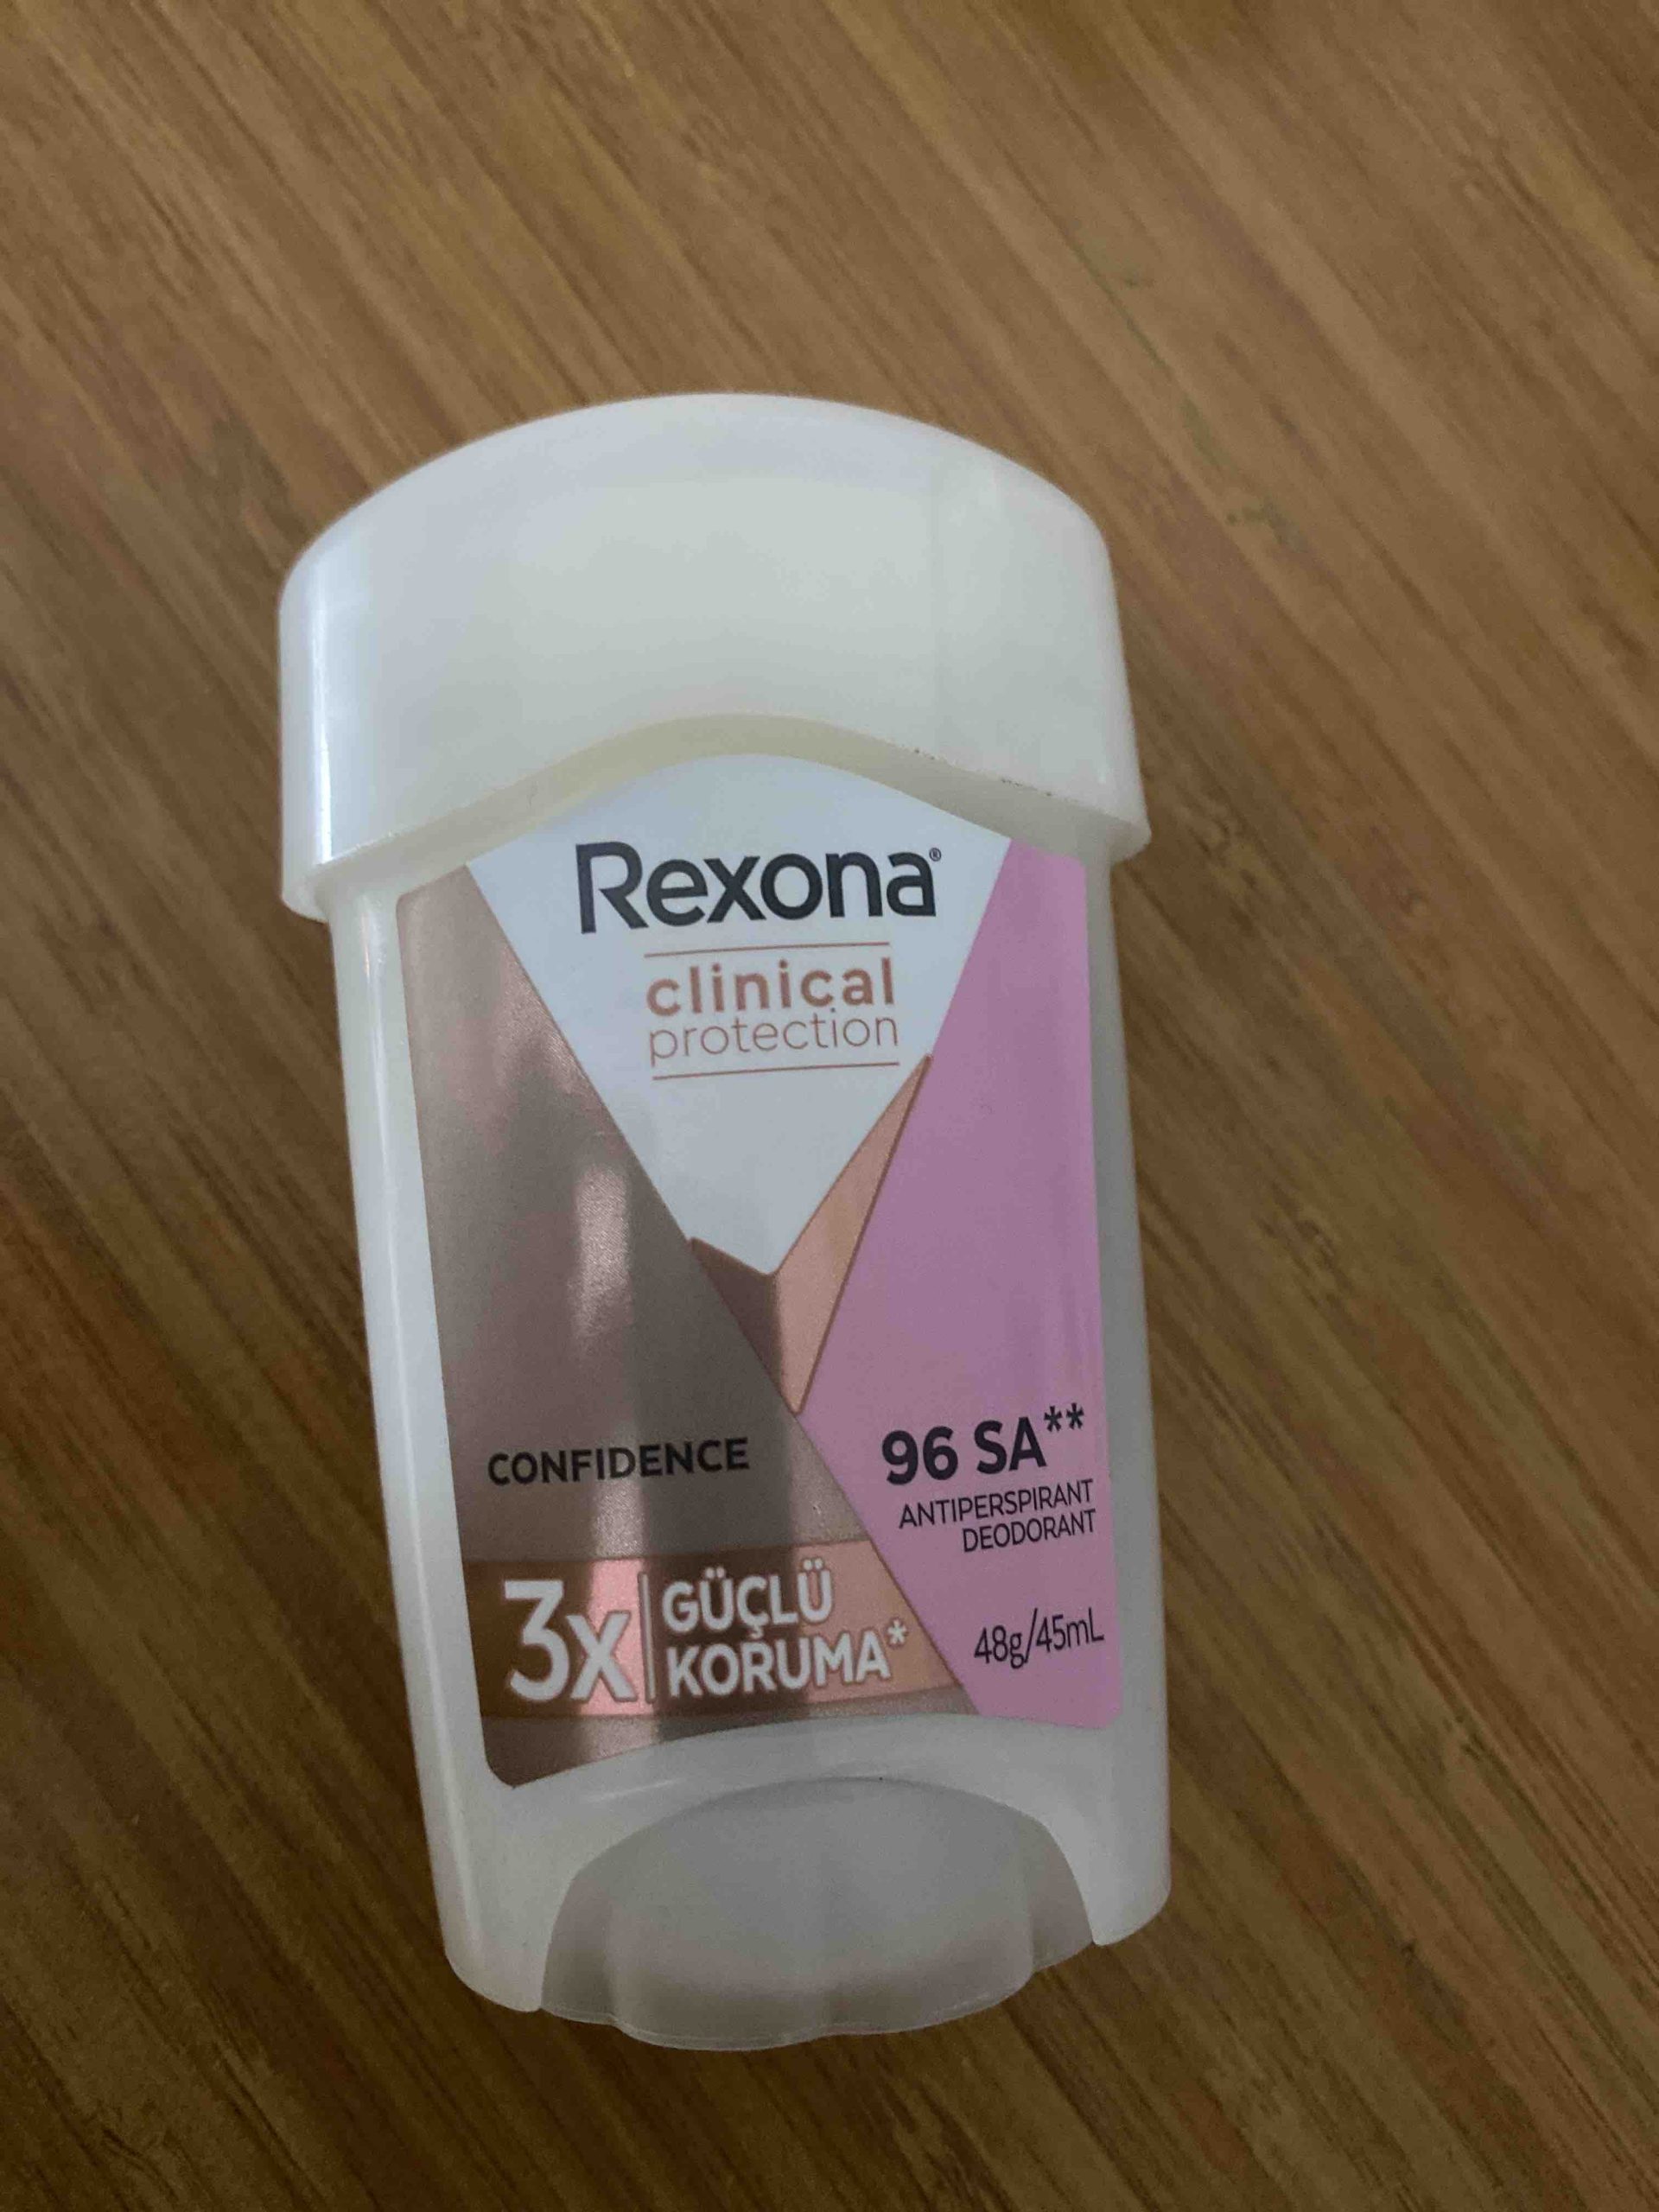 Rexona®
clinical
protection
CONFIDENCE
96 SA**
ANTIPERSPIRANT
DEODORANT
3x GÜÇLÜ
KORUMA*
48g/45mL